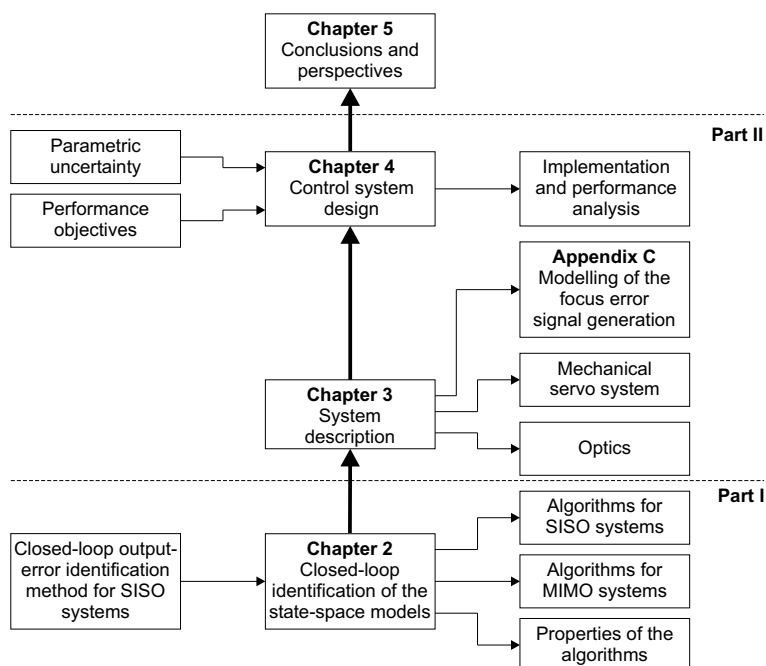 Chapter 5
Conclusions and
perspectives
Part II
Parametric
uncertainty
Performance
objectives
Chapter 4
Control system
design
Implementation
and performance
analysis
Appendix C
Modelling of the
focus error
signal generation
Chapter 3
System
description
Mechanical
servo system
Optics
Part I
Closed-loop output-
error identification
method for SISO
systems
Chapter 2
Closed-loop
identification of the
state-space models
Algorithms for
SISO systems
Algorithms for
MIMO systems
Properties of the
algorithms